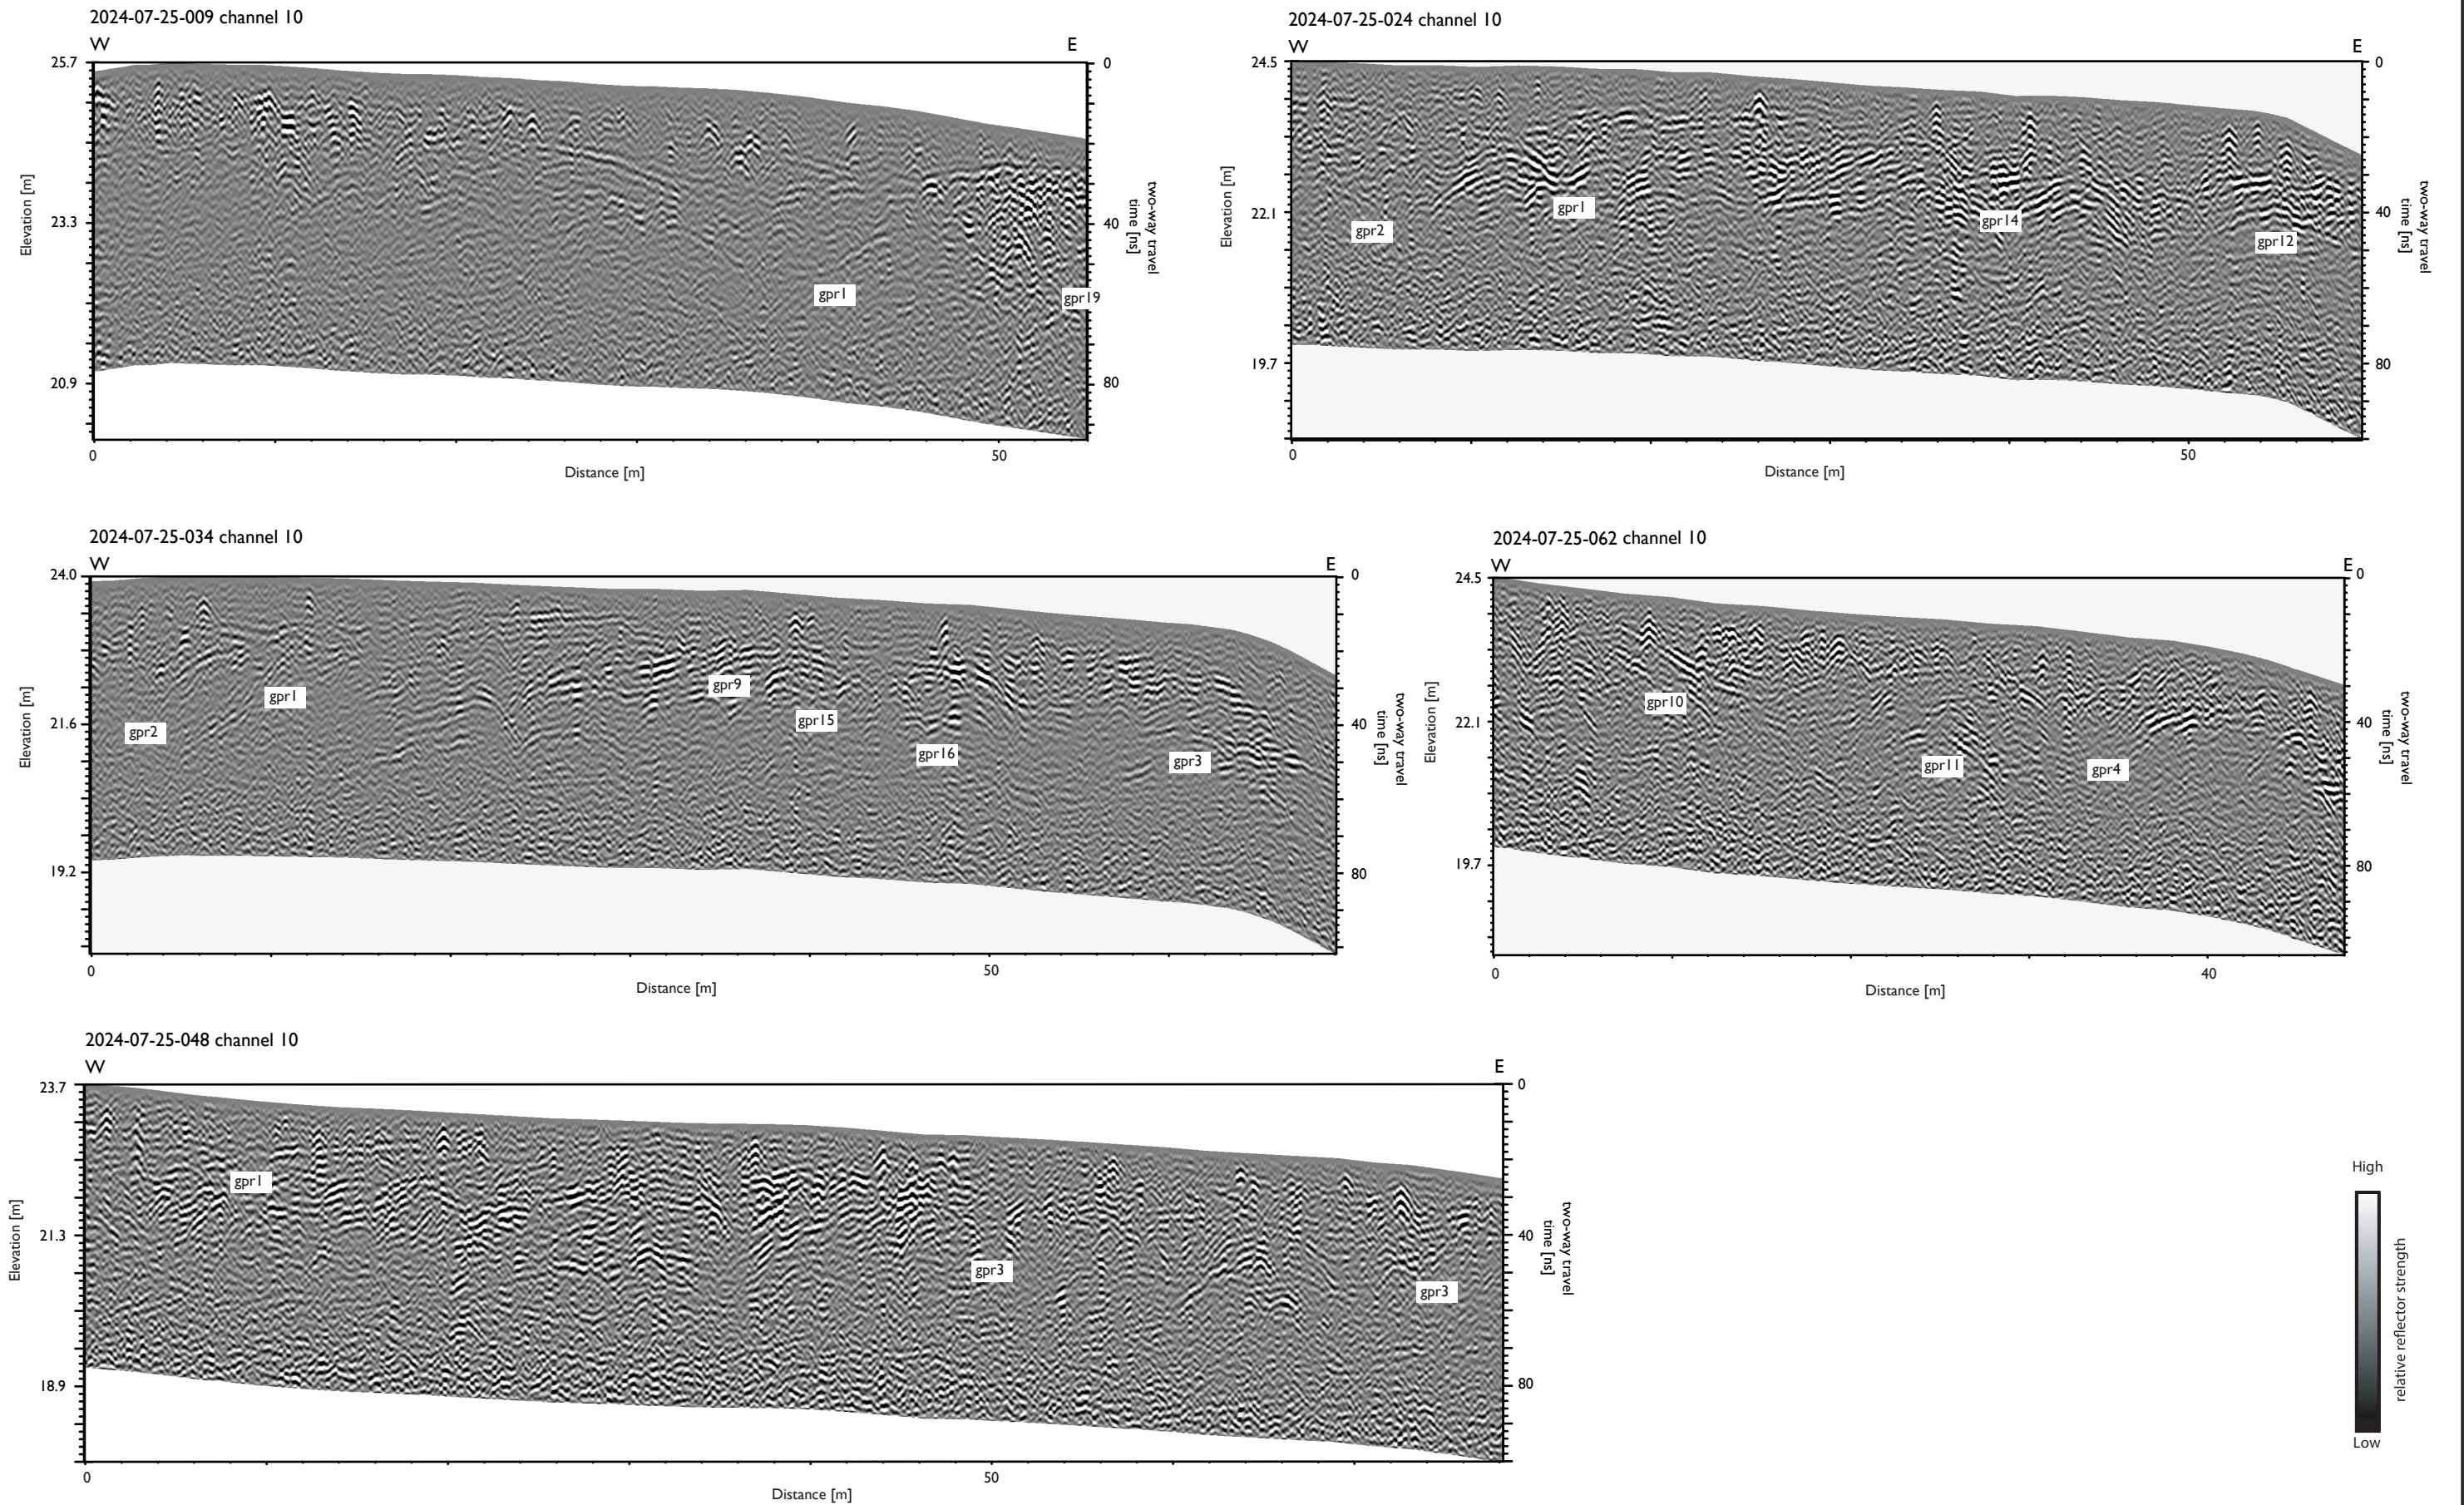 2024-07-25-009 channel 10
W
E
25.7
23.3
20.9
Elevation [m]
0
40
80
two-way travel
time [ns]
gpr1
gpr19
0
50
Distance [m]
2024-07-25-024 channel 10
W
E
24.5
22.1
19.7
Elevation [m]
0
40
80
two-way travel
time [ns]
gpr2
gpr1
gpr14
gpr12
0
50
Distance [m]
2024-07-25-034 channel 10
W
E
24.0
21.6
19.2
Elevation [m]
0
40
80
two-way travel
time [ns]
gpr2
gpr1
gpr9
gpr15
gpr16
gpr3
0
50
Distance [m]
2024-07-25-062 channel 10
W
E
24.5
22.1
19.7
Elevation [m]
0
40
80
two-way travel
time [ns]
gpr10
gpr11
gpr4
0
40
Distance [m]
2024-07-25-048 channel 10
W
E
23.7
21.3
18.9
Elevation [m]
0
40
80
two-way travel
time [ns]
gpr1
gpr3
gpr3
0
50
Distance [m]
High
relative reflector strength
Low